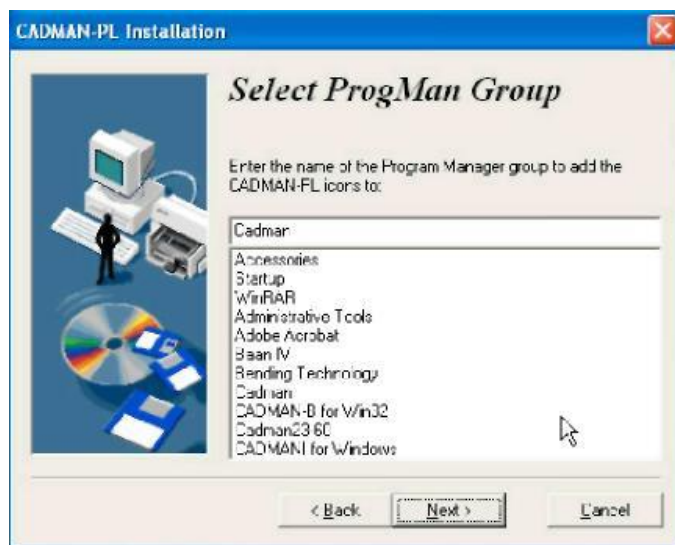 CADMAN-PL Installation
Select ProgMan Group
Enter the name of the Program Manager group to add the
CADMAN-PL icons to:
Cadman
Accessories
Startup
WinRAR
Administrative Tools
Adobe Acrobat
Baan IV
Bending Technology
Cadman
CADMAN-B for Win32
Cadman23.60
CADMANI for Windows
< Back
Next >
Cancel